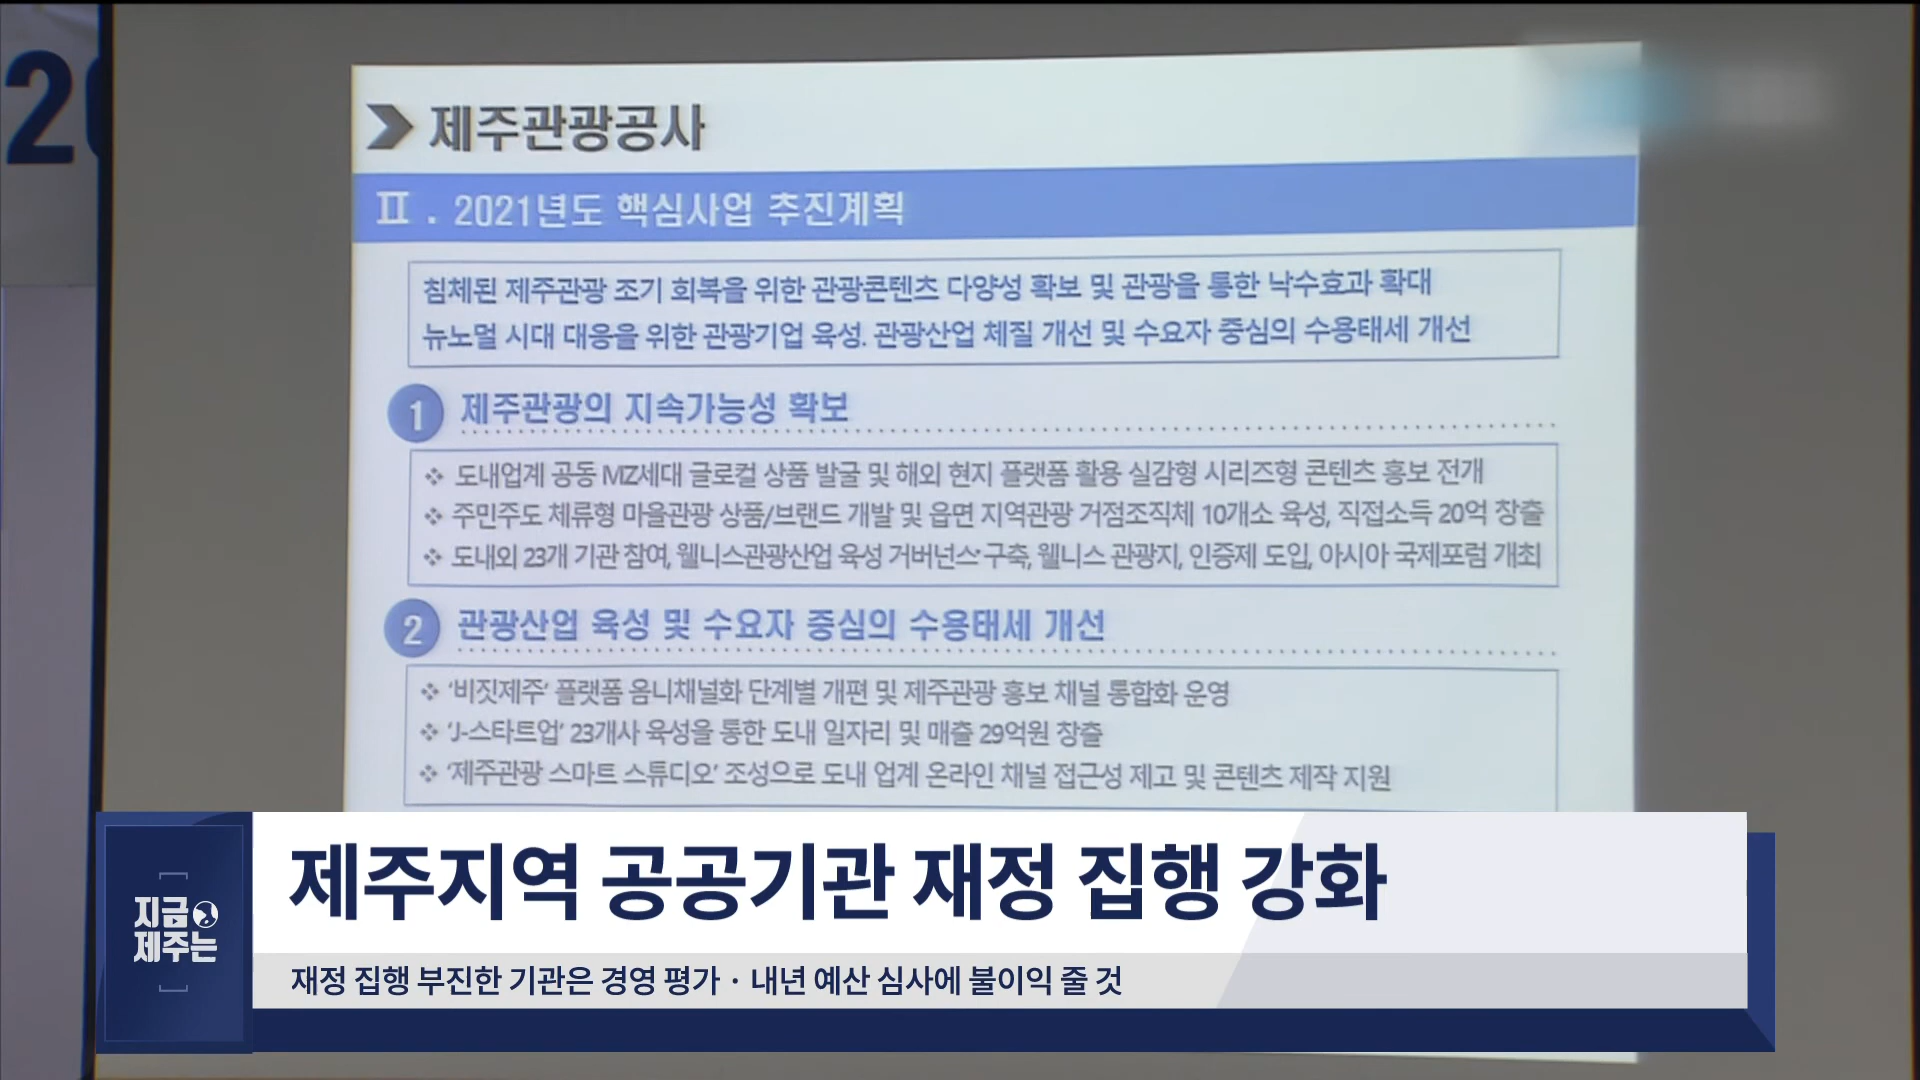 20
제주관광공사
Ⅱ. 2021년도 핵심사업 추진계획
침체된 제주관광 조기 회복을 위한 관광콘텐츠 다양성 확보 및 관광을 통한 낙수효과 확대
뉴노멀 시대 대응을 위한 관광기업 육성. 관광산업 체질 개선 및 수요자 중심의 수용태세 개선
1 제주관광의 지속가능성 확보
❖ 도내업계 공동 MZ세대 글로컬 상품 발굴 및 해외 현지 플랫폼 활용 실감형 시리즈형 콘텐츠 홍보 전개
❖ 주민주도 체류형 마을관광 상품/브랜드 개발 및 읍면 지역관광 거점조직체 10개소 육성, 직접소득 20억 창출
❖ 도내외 23개 기관 참여, 웰니스관광산업 육성 거버넌스 구축, 웰니스 관광지, 인증제 도입, 아시아 국제포럼 개최
2 관광산업 육성 및 수요자 중심의 수용태세 개선
❖ '비짓제주' 플랫폼 옴니채널화 단계별 개편 및 제주관광 홍보 채널 통합화 운영
❖ 'J-스타트업' 23개사 육성을 통한 도내 일자리 및 매출 29억원 창출
❖ '제주관광 스마트 스튜디오' 조성으로 도내 업계 온라인 채널 접근성 제고 및 콘텐츠 제작 지원
지금
제주는
제주지역 공공기관 재정 집행 강화
재정 집행 부진한 기관은 경영 평가 · 내년 예산 심사에 불이익 줄 것